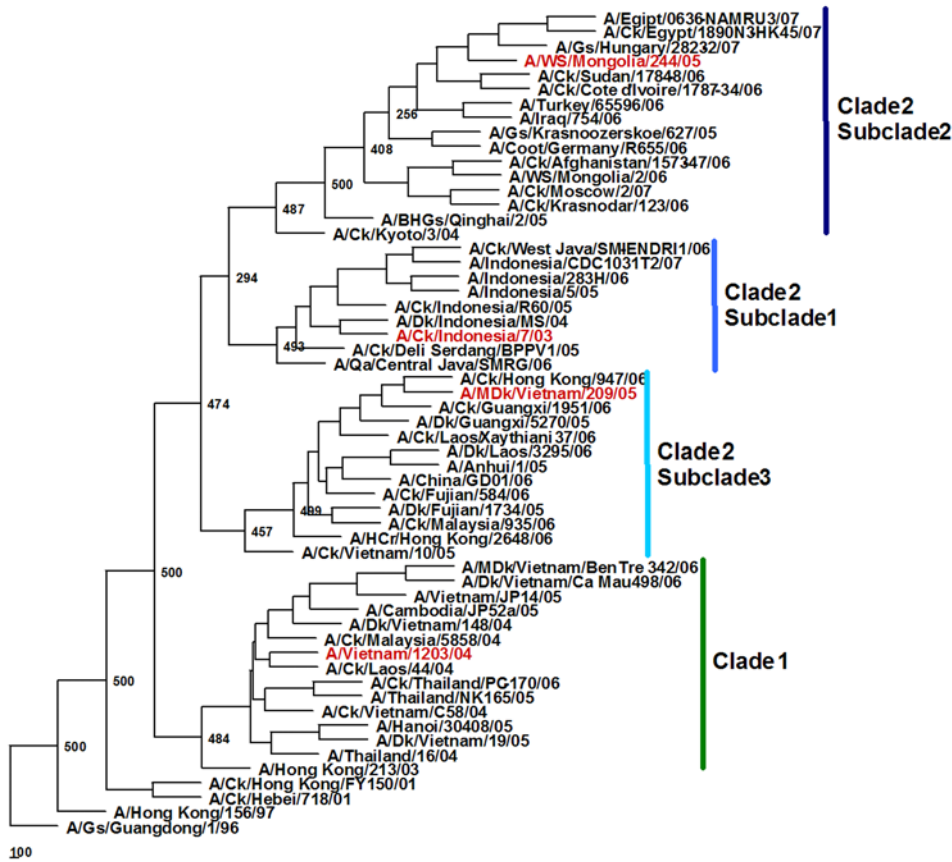 A/Egipt/0636-NAMRU3/07
A/Ck/Egypt/1890N3HK45/07
A/Gs/Hungary/28232/07
A/WS/Mongolia/244/05
A/Ck/Sudan/17848/06
A/Ck/Cote d'Ivoire/1787-34/06
A/Turkey/65596/06
256
A/Iraq/754/06
A/Gs/Krasnoozerskoe/627/05
408
A/Coot/Germany/R655/06
A/Ck/Afghanistan/157347/06
500
A/WS/Mongolia/2/06
A/Ck/Moscow/2/07
A/Ck/Krasnodar/123/06
487
A/BHGs/Qinghai/2/05
A/Ck/Kyoto/3/04
Clade2
Subclade2
A/Ck/West Java/SMI-ENDRI1/06
A/Indonesia/CDC1031T2/07
294
A/Indonesia/283H/06
A/Indonesia/5/05
A/Ck/Indonesia/R60/05
A/Dk/Indonesia/MS/04
A/Ck/Indonesia/7/03
493
A/Ck/Deli Serdang/BPPV1/05
A/Qa/Central Java/SMRG/06
Clade2
Subclade1
A/Ck/Hong Kong/947/06
A/MDk/Vietnam/209/05
474
A/Ck/Guangxi/1951/06
A/Dk/Guangxi/5270/05
A/Ck/Laos/Xaythiani 37/06
A/Dk/Laos/3295/06
A/Anhui/1/05
A/China/GD01/06
A/Ck/Fujian/584/06
499
A/Dk/Fujian/1734/05
A/Ck/Malaysia/935/06
457
A/HCr/Hong Kong/2648/06
A/Ck/Vietnam/10/05
Clade2
Subclade3
500
A/MDk/Vietnam/Ben Tre 342/06
A/Dk/Vietnam/Ca Mau498/06
A/Vietnam/JP14/05
A/Cambodia/JP52a/05
A/Dk/Vietnam/148/04
A/Ck/Malaysia/5858/04
A/Vietnam/1203/04
A/Ck/Laos/44/04
500
A/Ck/Thailand/PC170/06
A/Thailand/NK165/05
A/Ck/Vietnam/C58/04
A/Hanoi/30408/05
484
A/Dk/Vietnam/19/05
500
A/Thailand/16/04
A/Hong Kong/213/03
Clade1
A/Ck/Hong Kong/FY150/01
A/Ck/Hebei/718/01
A/Hong Kong/156/97
A/Gs/Guangdong/1/96
100